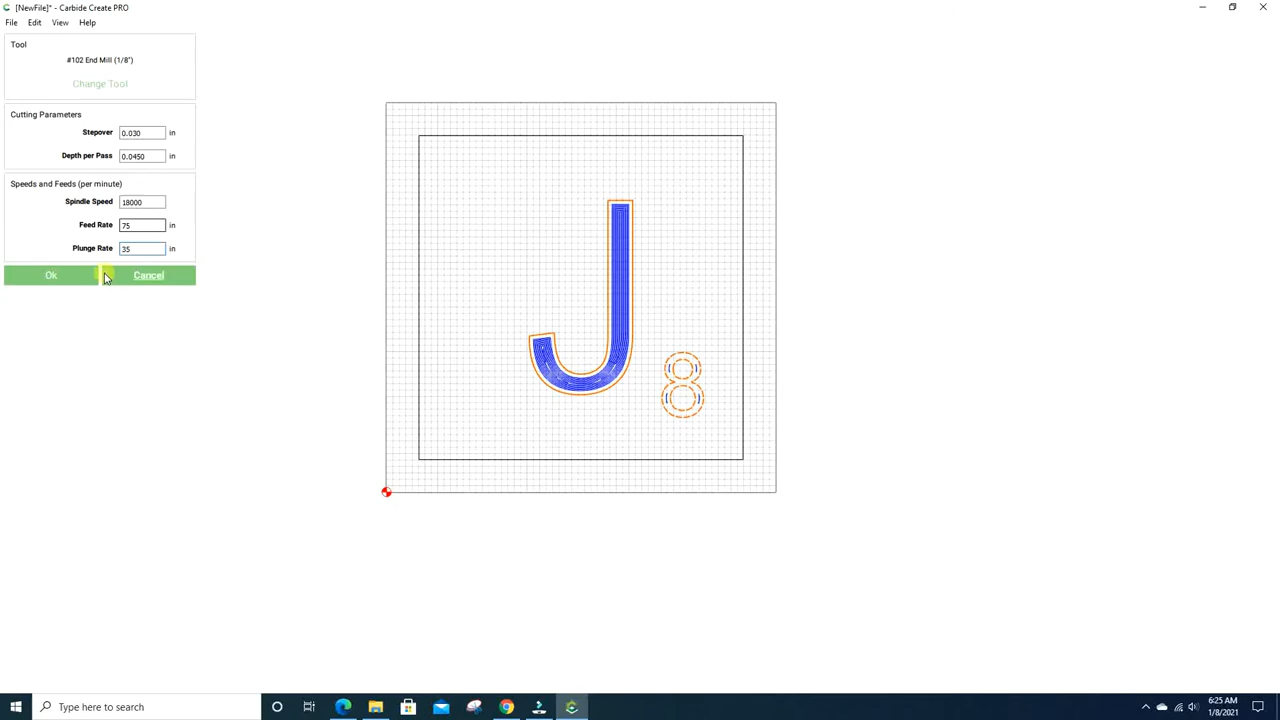 [NewFile]* - Carbide Create PRO
File Edit View Help
Tool
#102 End Mill (1/8")
Change Tool
Cutting Parameters
Stepover 0.030 in
Depth per Pass 0.0450 in
Speeds and Feeds (per minute)
Spindle Speed 18000
Feed Rate 75 in
Plunge Rate 35 in
Ok Cancel
J
8
Type here to search
6:25 AM
1/8/2021